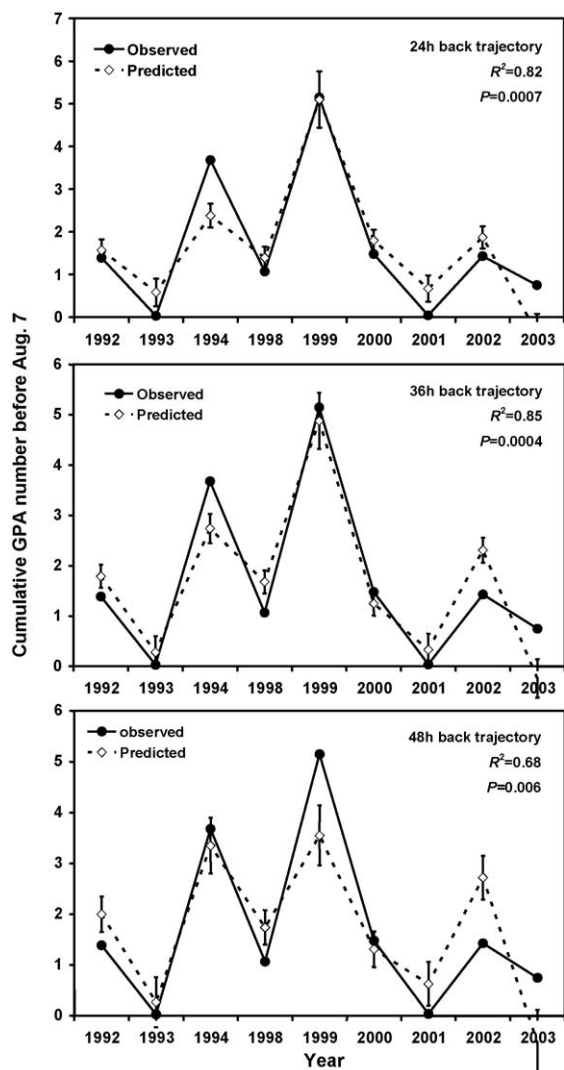 Cumulative GPA number before Aug. 7
7
6
5
4
3
2
1
0
Observed
Predicted
24h back trajectory
R²=0.82
P=0.0007
1992 1993 1994 1998 1999 2000 2001 2002 2003
6
5
4
3
2
1
0
Observed
Predicted
36h back trajectory
R²=0.85
P=0.0004
1992 1993 1994 1998 1999 2000 2001 2002 2003
6
5
4
3
2
1
0
observed
Predicted
48h back trajectory
R²=0.68
P=0.006
1992 1993 1994 1998 1999 2000 2001 2002 2003
Year